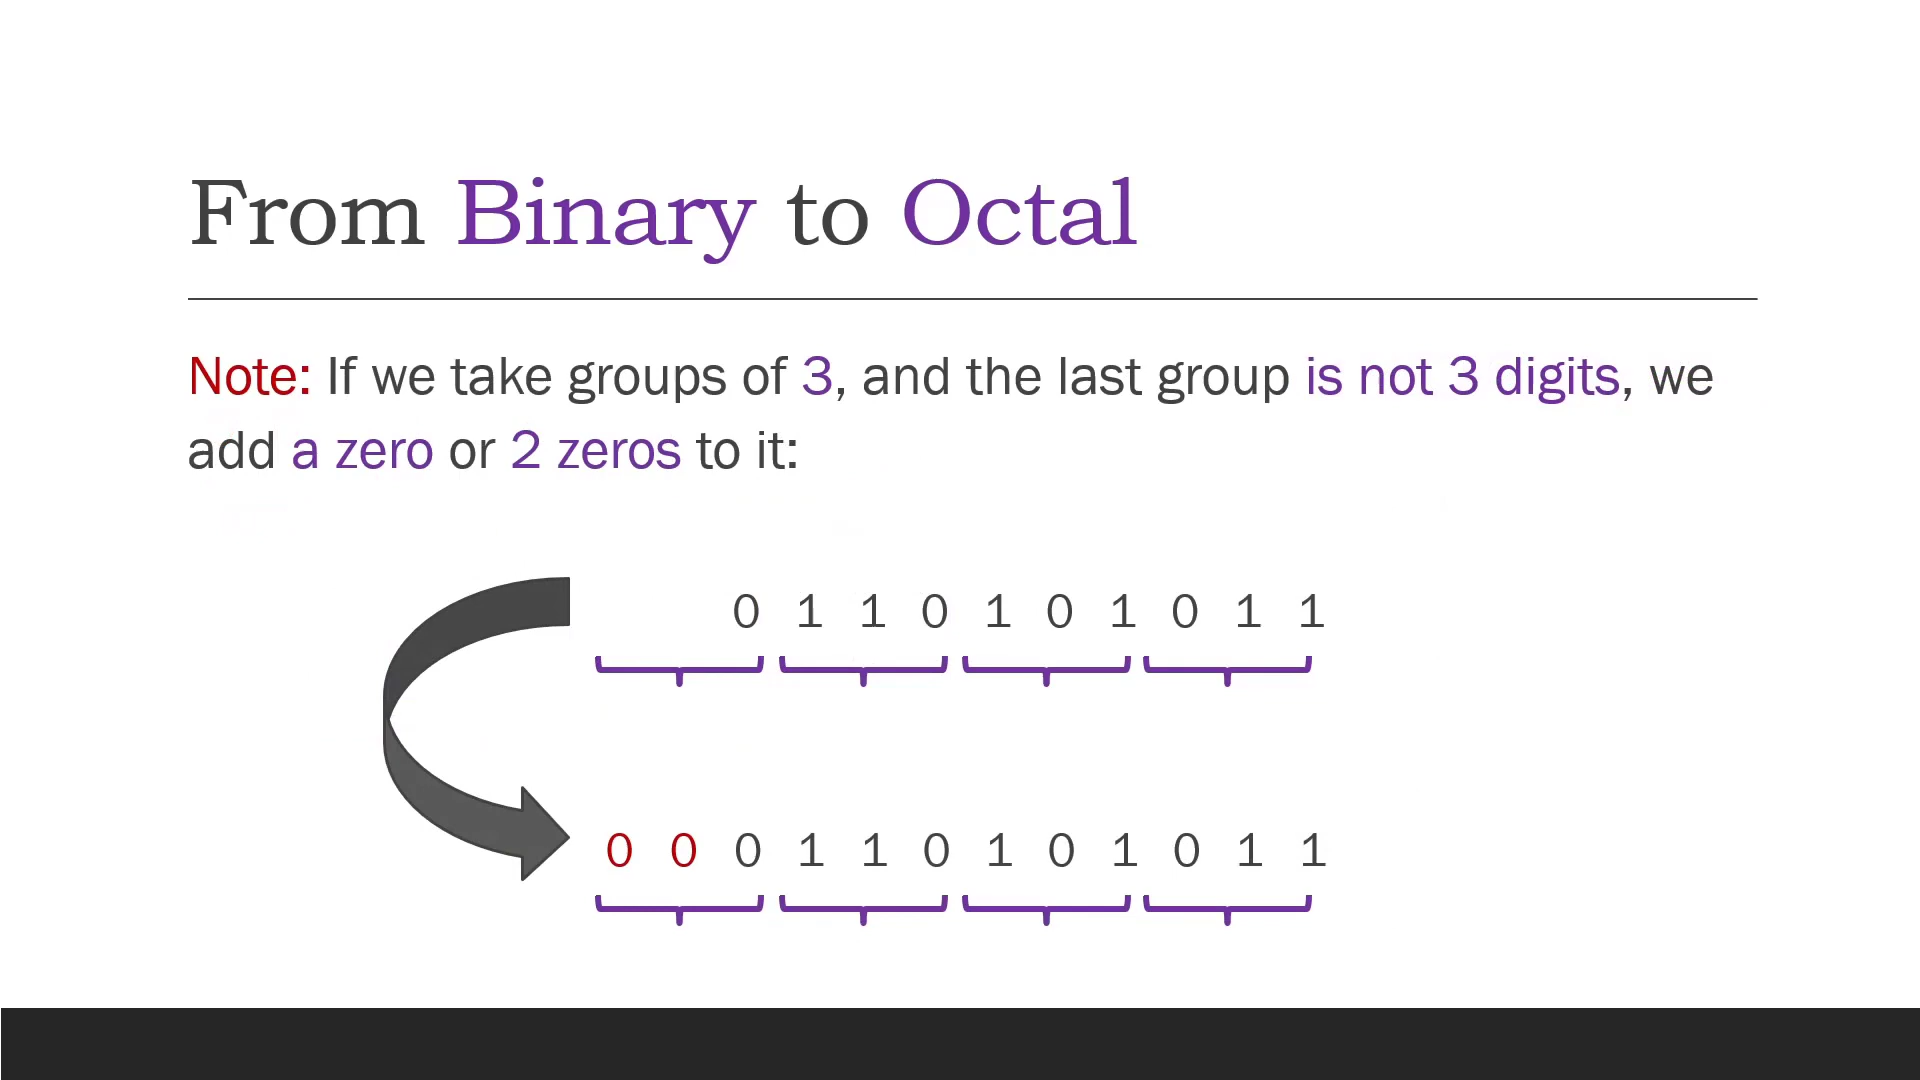 From Binary to Octal
Note: If we take groups of 3, and the last group is not 3 digits, we
add a zero or 2 zeros to it:
0 1 1 0 1 0 1 0 1 1
0 0 0 1 1 0 1 0 1 0 1 1